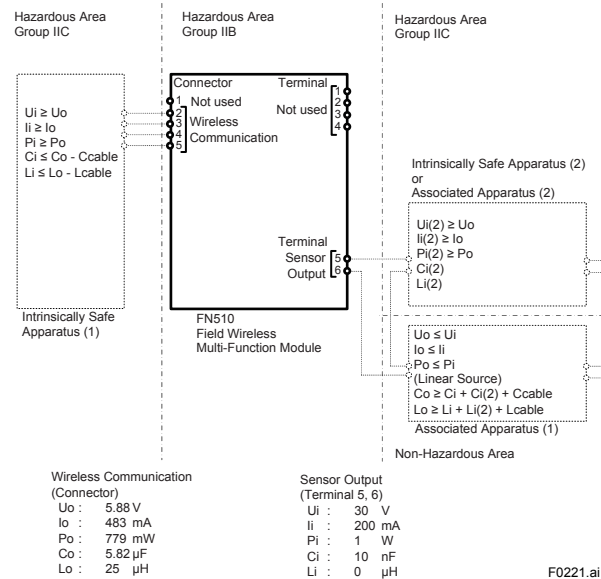 Hazardous Area
Group IIC
Hazardous Area
Group IIB
Hazardous Area
Group IIC
Ui ≥ Uo
Ii ≥ Io
Pi ≥ Po
Ci ≤ Co - Ccable
Li ≤ Lo - Lcable
Intrinsically Safe
Apparatus (1)
Connector
1 Not used
2
3 Wireless
4 Communication
5
Terminal
1
2
Not used 3
4
Terminal
Sensor 5
Output 6
FN510
Field Wireless
Multi-Function Module
Intrinsically Safe Apparatus (2)
or
Associated Apparatus (2)
Ui(2) ≥ Uo
Ii(2) ≥ Io
Pi(2) ≥ Po
Ci(2)
Li(2)
Uo ≤ Ui
Io ≤ Ii
Po ≤ Pi
(Linear Source)
Co ≥ Ci + Ci(2) + Ccable
Lo ≥ Li + Li(2) + Lcable
Associated Apparatus (1)
Non-Hazardous Area
Wireless Communication
(Connector)
Uo : 5.88 V
Io : 483 mA
Po : 779 mW
Co : 5.82 µF
Lo : 25 µH
Sensor Output
(Terminal 5, 6)
Ui : 30 V
Ii : 200 mA
Pi : 1 W
Ci : 10 nF
Li : 0 µH
F0221.ai